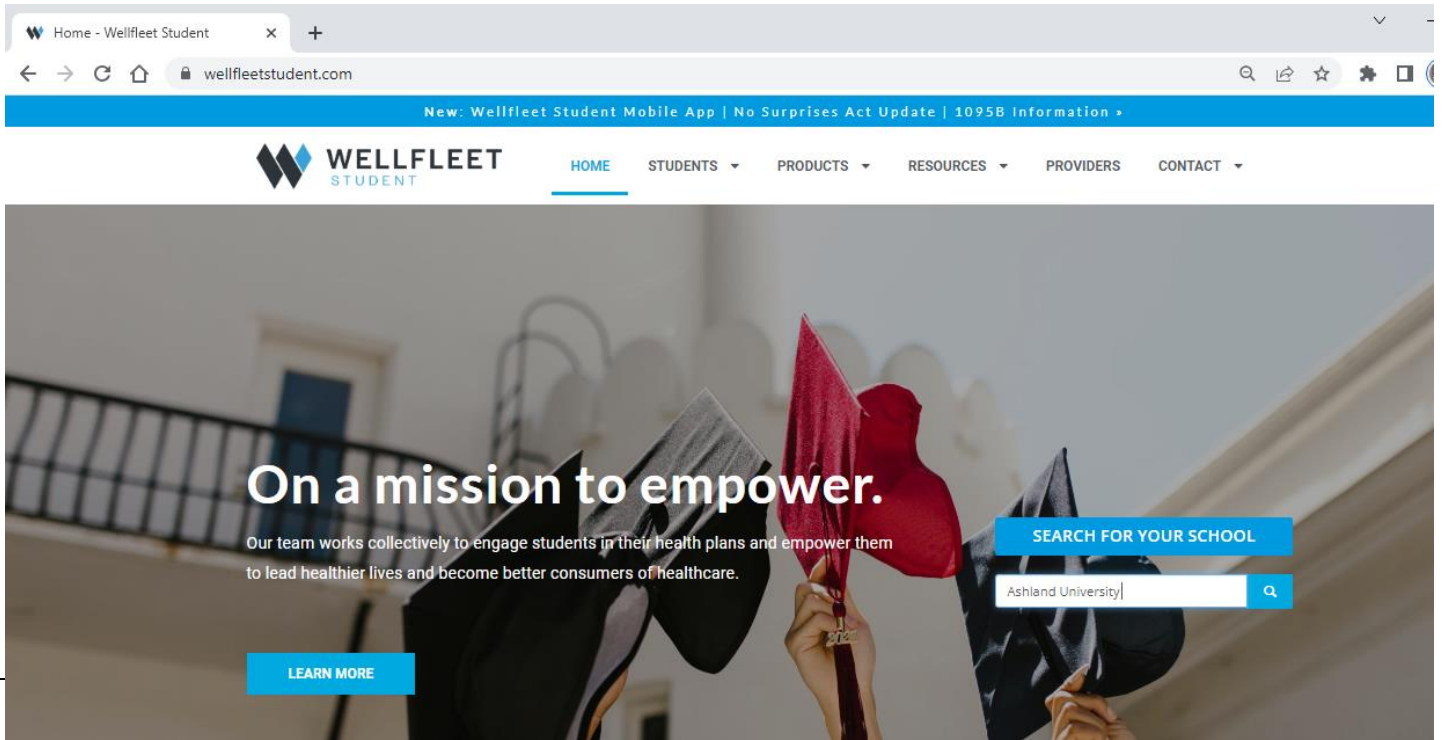 Home - Wellfleet Student
wellfleetstudent.com
New: Wellfleet Student Mobile App | No Surprises Act Update | 1095B Information »
WELLFLEET
STUDENT
HOME STUDENTS PRODUCTS RESOURCES PROVIDERS CONTACT
On a mission to empower.
Our team works collectively to engage students in their health plans and empower them
to lead healthier lives and become better consumers of healthcare.
SEARCH FOR YOUR SCHOOL
Ashland University
LEARN MORE